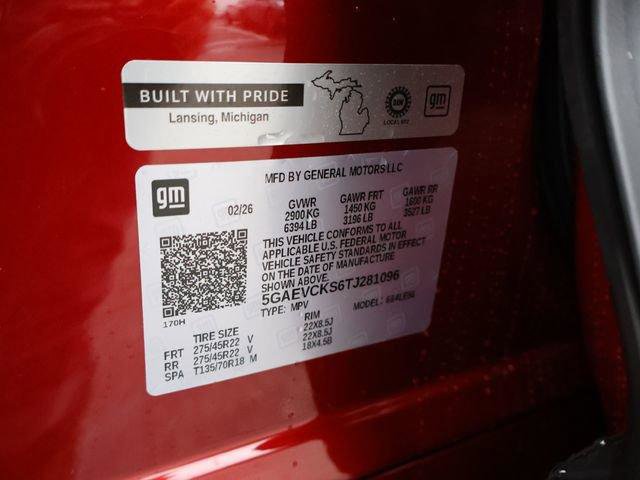 BUILT WITH PRIDE
Lansing, Michigan
UAW
LOCAL 602
gm
MFD BY GENERAL MOTORS LLC
gm
02/26
GVWR GAWR FRT GAWR RR
2900 KG 1450 KG 1600 KG
6394 LB 3196 LB 3527 LB
THIS VEHICLE CONFORMS TO ALL
APPLICABLE U.S. FEDERAL MOTOR
VEHICLE SAFETY STANDARDS IN EFFECT
ON THE DATE OF MANUFACTURE
SHOWN ABOVE.
5GAEVCKS6TJ281096
TYPE: MPV MODEL:
170H
TIRE SIZE RIM
FRT 275/45R22 V 22X8.5J
RR 275/45R22 V 22X8.5J
SPA T135/70R18 M 18X4.5B